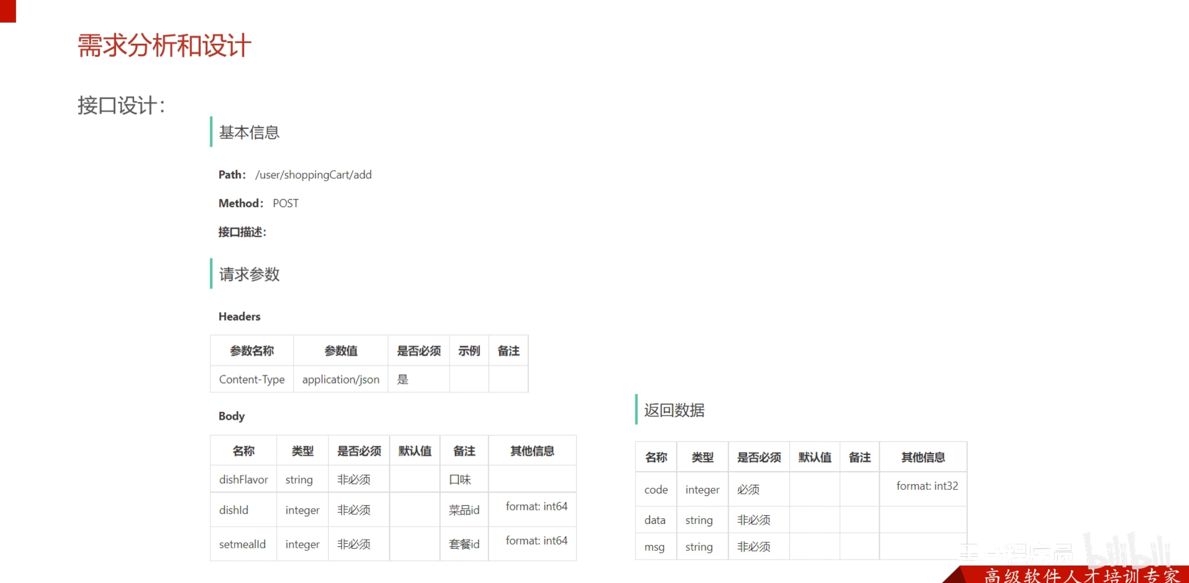 需求分析和设计
接口设计：
基本信息
Path： /user/shoppingCart/add
Method： POST
接口描述：
请求参数
Headers
参数名称 参数值 是否必须 示例 备注
Content-Type application/json 是
Body
名称 类型 是否必须 默认值 备注 其他信息
dishFlavor string 非必须 口味
dishId integer 非必须 菜品id format: int64
setmealId integer 非必须 套餐id format: int64
返回数据
名称 类型 是否必须 默认值 备注 其他信息
code integer 必须 format: int32
data string 非必须
msg string 非必须
bilibili
高级软件人才培训专家